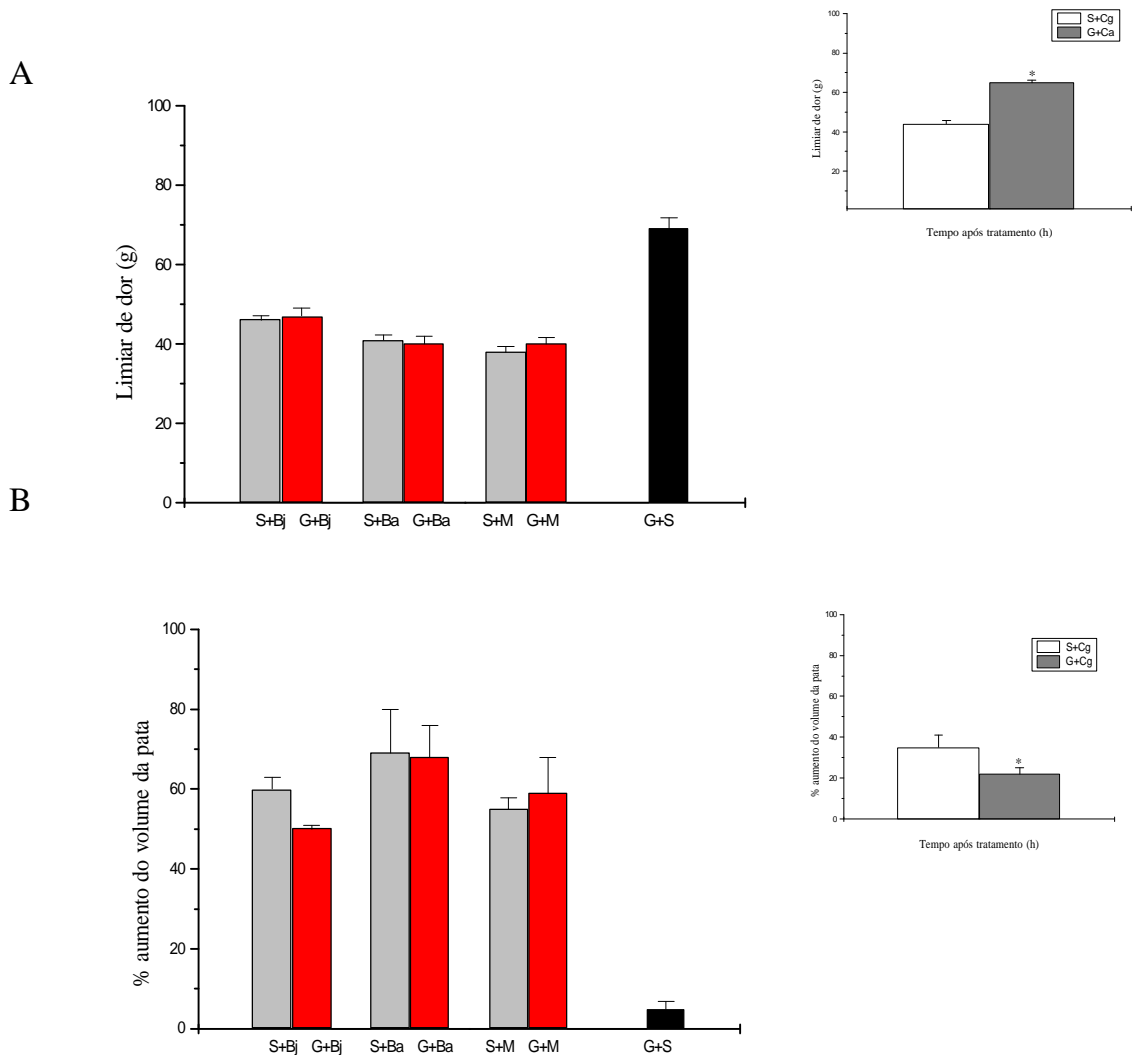 A
100
80
60
40
20
0
Limiar de dor (g)
S+Bj G+Bj S+Ba G+Ba S+M G+M G+S
100
80
60
40
20
Limiar de dor (g)
S+Cg
G+Ca
*
Tempo após tratamento (h)
B
100
80
60
40
20
0
% aumento do volume da pata
S+Bj G+Bj S+Ba G+Ba S+M G+M G+S
100
80
60
40
20
0
% aumento do volume da pata
S+Cg
G+Cg
*
Tempo após tratamento (h)